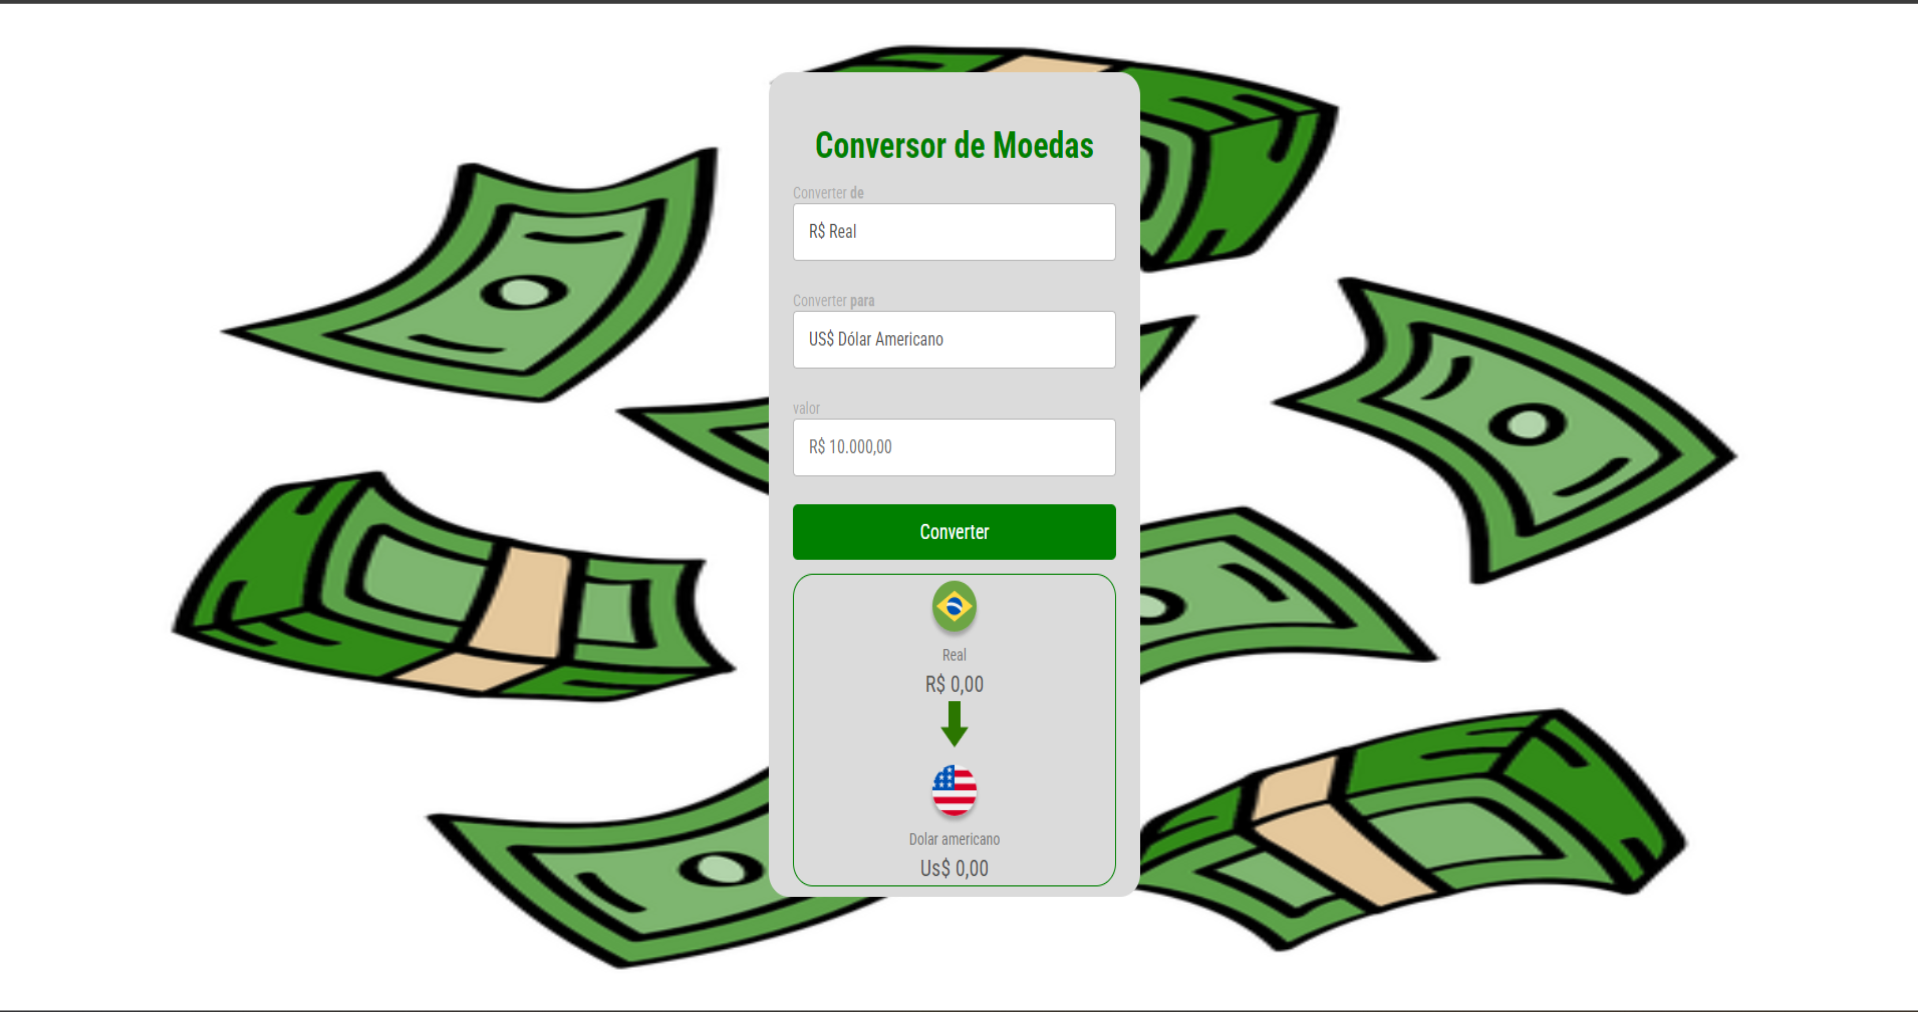 Conversor de Moedas
Converter de
R$ Real
Converter para
US$ Dólar Americano
valor
R$ 10.000,00
Converter
Real
R$ 0,00
Dolar americano
Us$ 0,00